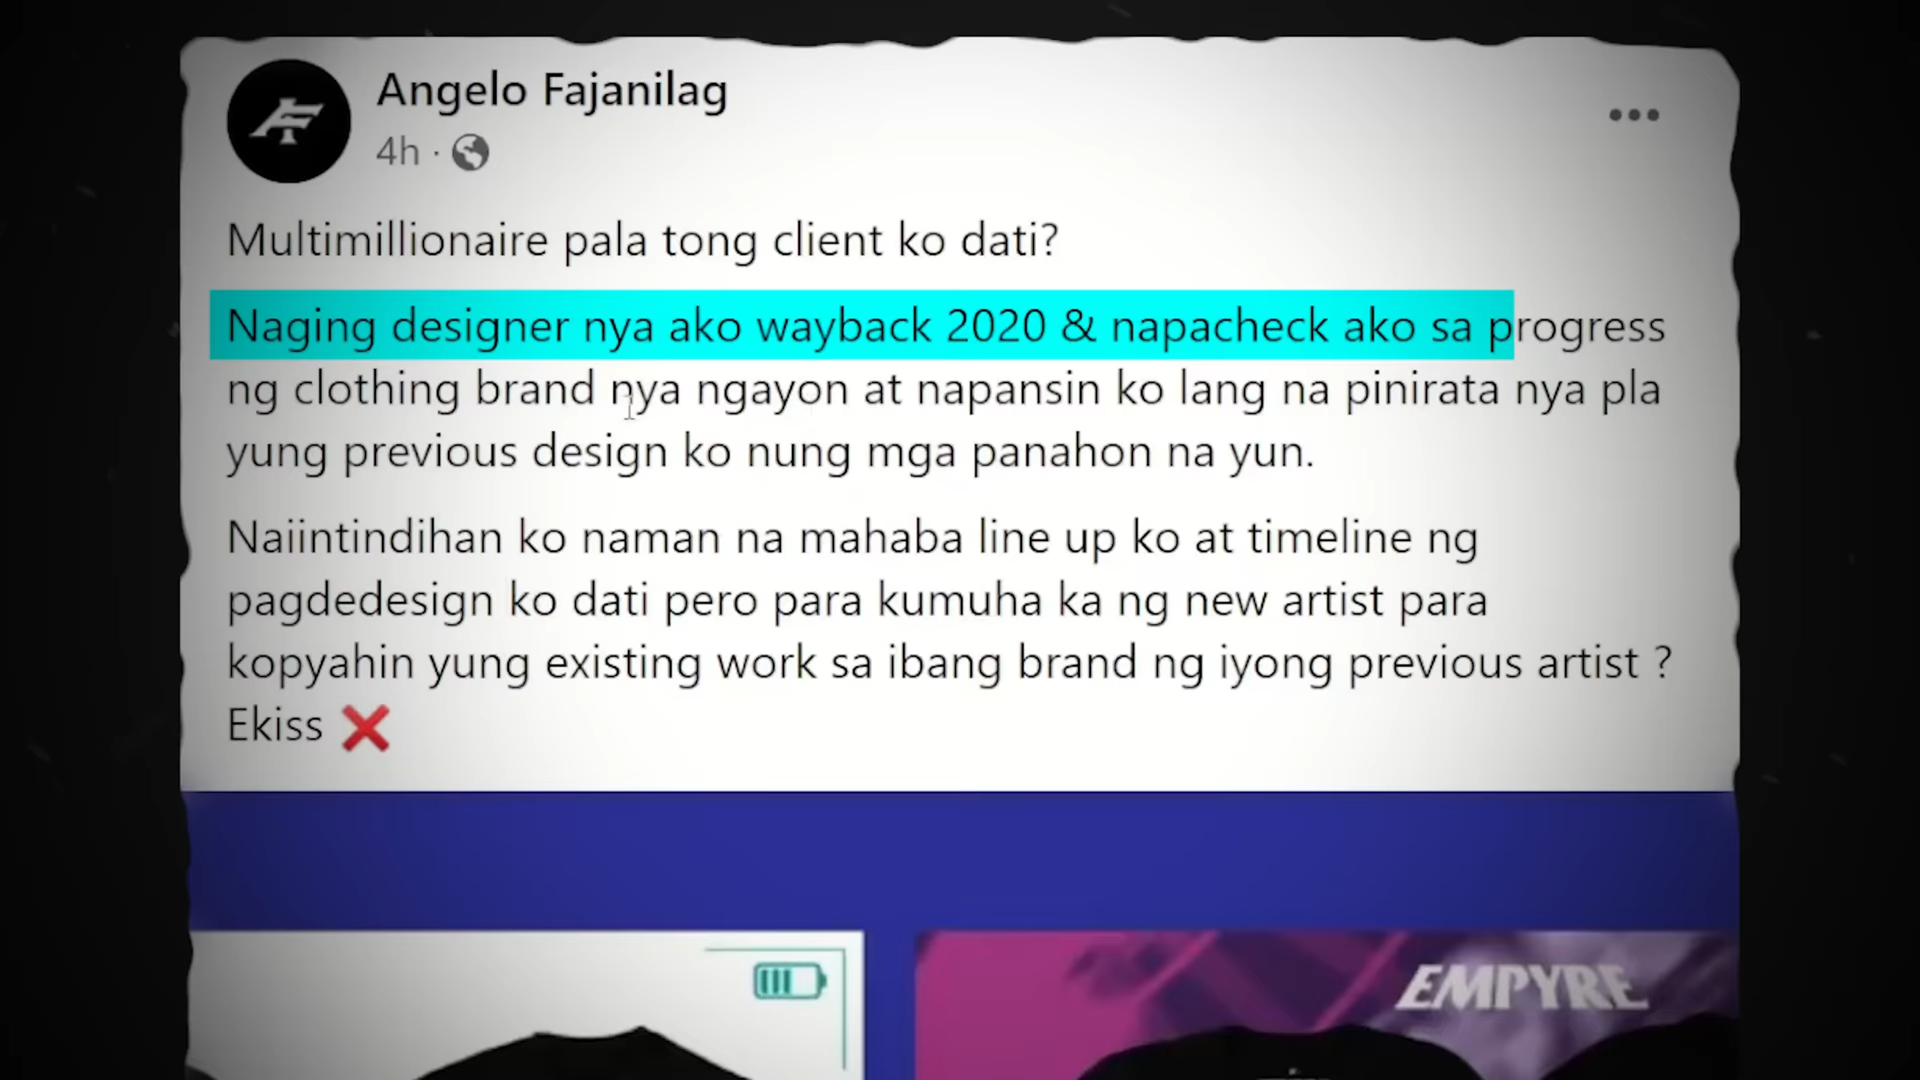 Angelo Fajanilag
4h ·
Multimillionaire pala tong client ko dati?
Naging designer nya ako wayback 2020 & napacheck ako sa progress
ng clothing brand nya ngayon at napansin ko lang na pinirata nya pla
yung previous design ko nung mga panahon na yun.
Naiintindihan ko naman na mahaba line up ko at timeline ng
pagdedesign ko dati pero para kumuha ka ng new artist para
kopyahin yung existing work sa ibang brand ng iyong previous artist ?
Ekiss ❌
EMPYRE